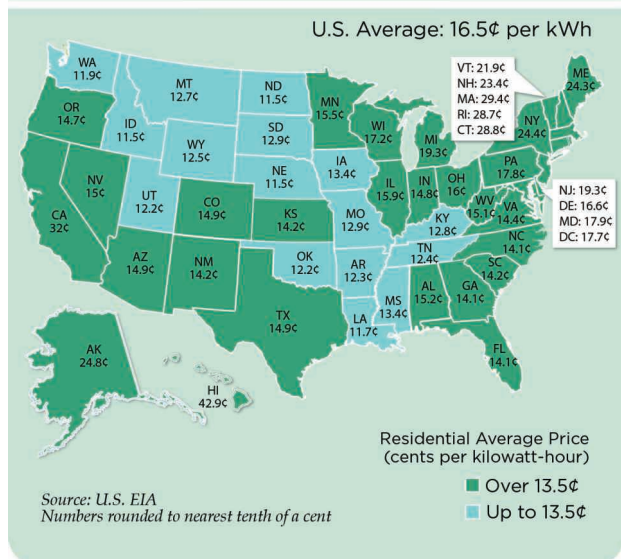 U.S. Average: 16.5¢ per kWh
WA
11.9¢
MT
12.7¢
ND
11.5¢
MN
15.5¢
VT: 21.9¢
NH: 23.4¢
MA: 29.4¢
RI: 28.7¢
CT: 28.8¢
ME
24.3¢
OR
14.7¢
ID
11.5¢
SD
12.9¢
WI
17.2¢
MI
19.3¢
NY
24.4¢
WY
12.5¢
IA
13.4¢
PA
17.8¢
NV
15¢
UT
12.2¢
NE
11.5¢
IL
15.9¢
IN
14.8¢
OH
16¢
NJ: 19.3¢
DE: 16.6¢
MD: 17.9¢
DC: 17.7¢
CA
32¢
CO
14.9¢
KS
14.2¢
MO
12.9¢
KY
12.8¢
WV
15.1¢
VA
14.4¢
AZ
14.9¢
NM
14.2¢
OK
12.2¢
AR
12.3¢
TN
12.4¢
NC
14.1¢
SC
14.2¢
TX
14.9¢
LA
11.7¢
MS
13.4¢
AL
15.2¢
GA
14.1¢
FL
14.1¢
AK
24.8¢
HI
42.9¢
Residential Average Price
(cents per kilowatt-hour)
Over 13.5¢
Up to 13.5¢
Source: U.S. EIA
Numbers rounded to nearest tenth of a cent